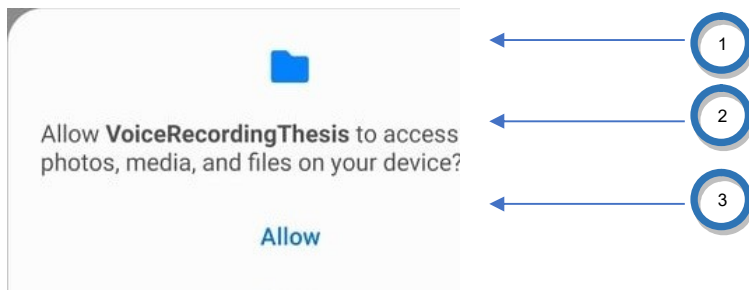 1
Allow VoiceRecordingThesis to access
2
photos, media, and files on your device?
3
Allow